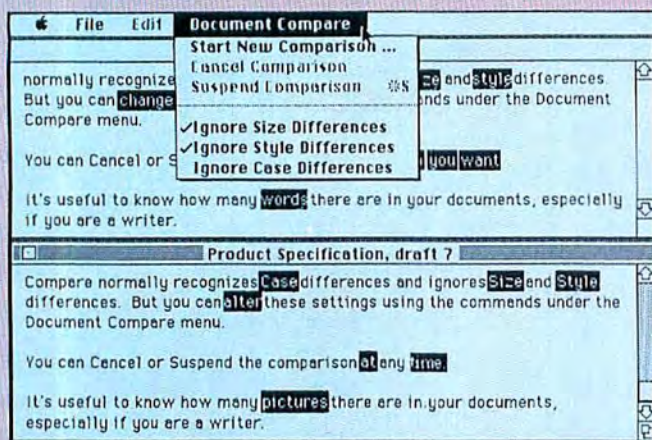 File Edit Document Compare
Start New Comparison ...
Cancel Comparison
Suspend Comparison ⌘S
✓Ignore Size Differences
✓Ignore Style Differences
Ignore Case Differences
normally recognize ze and style differences.
But you can change nds under the Document
Compare menu.
You can Cancel or S you want
It's useful to know how many words there are in your documents, especially
if you are a writer.
Product Specification, draft 7
Compare normally recognizes Case differences and ignores Size and Style
differences. But you can alter these settings using the commands under the
Document Compare menu.
You can Cancel or Suspend the comparison at any time.
It's useful to know how many pictures there are in your documents,
especially if you are a writer.